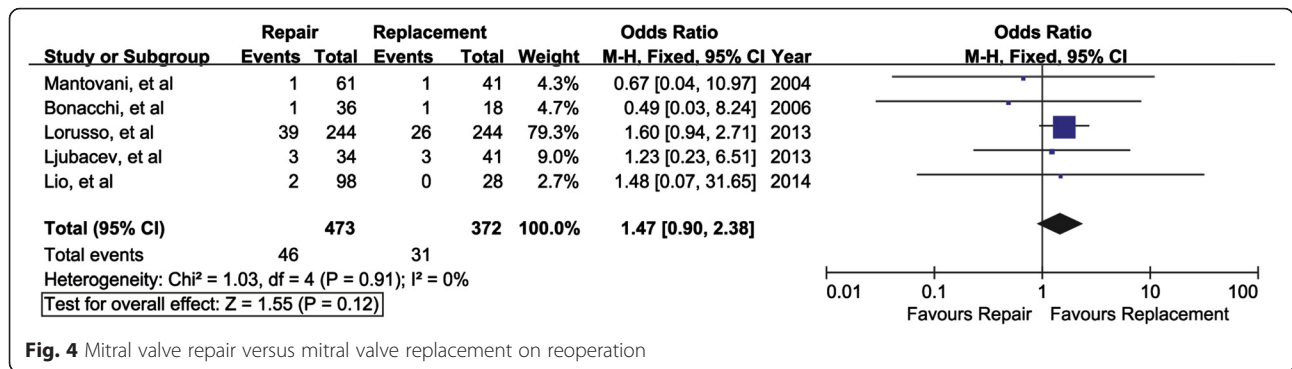 Repair Replacement Odds Ratio Odds Ratio
Study or Subgroup Events Total Events Total Weight M-H, Fixed, 95% CI Year M-H, Fixed, 95% CI
Mantovani, et al 1 61 1 41 4.3% 0.67 [0.04, 10.97] 2004
Bonacchi, et al 1 36 1 18 4.7% 0.49 [0.03, 8.24] 2006
Lorusso, et al 39 244 26 244 79.3% 1.60 [0.94, 2.71] 2013
Ljubacev, et al 3 34 3 41 9.0% 1.23 [0.23, 6.51] 2013
Lio, et al 2 98 0 28 2.7% 1.48 [0.07, 31.65] 2014
Total (95% CI) 473 372 100.0% 1.47 [0.90, 2.38]
Total events 46 31
Heterogeneity: Chi² = 1.03, df = 4 (P = 0.91); I² = 0%
Test for overall effect: Z = 1.55 (P = 0.12)
0.01 0.1 1 10 100
Favours Repair Favours Replacement
Fig. 4 Mitral valve repair versus mitral valve replacement on reoperation